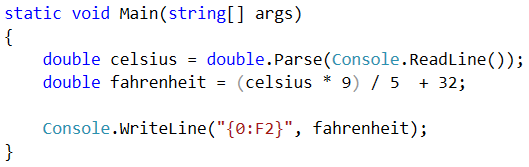 static void Main(string[] args)
{
    double celsius = double.Parse(Console.ReadLine());
    double fahrenheit = (celsius * 9) / 5  + 32;

    Console.WriteLine("{0:F2}", fahrenheit);
}